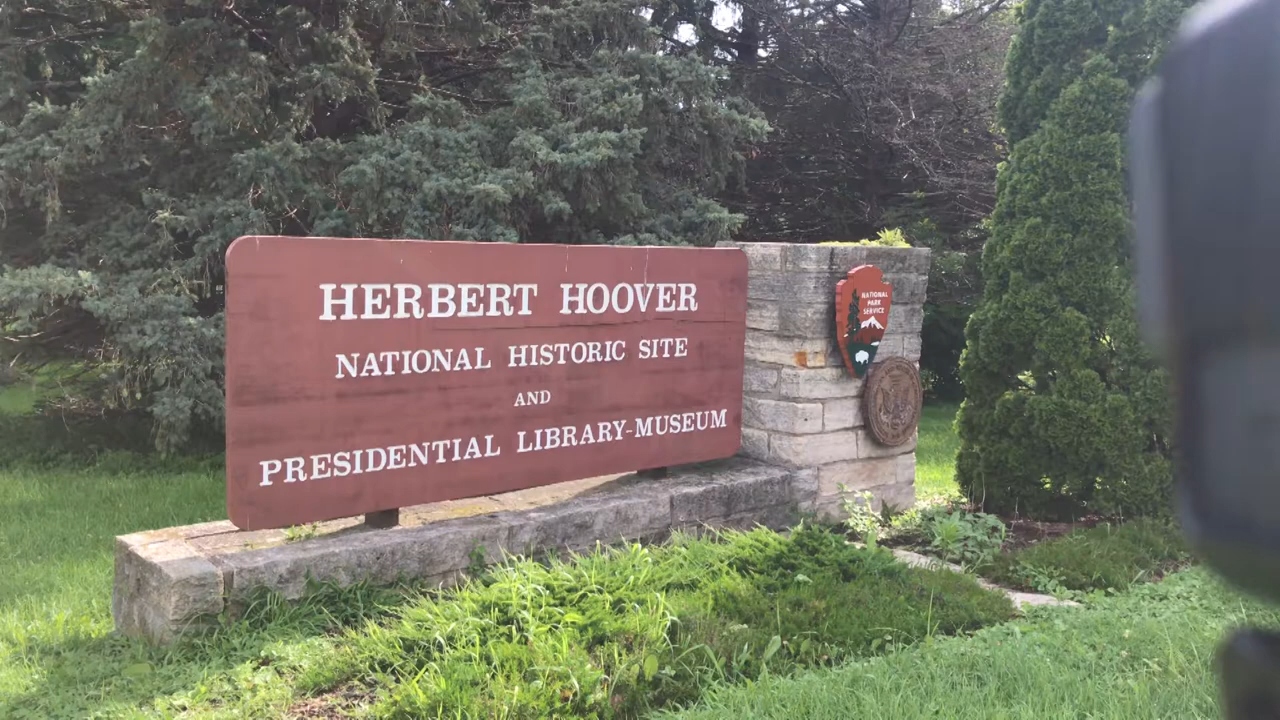 HERBERT HOOVER
NATIONAL HISTORIC SITE
AND
PRESIDENTIAL LIBRARY-MUSEUM
NATIONAL
PARK
SERVICE